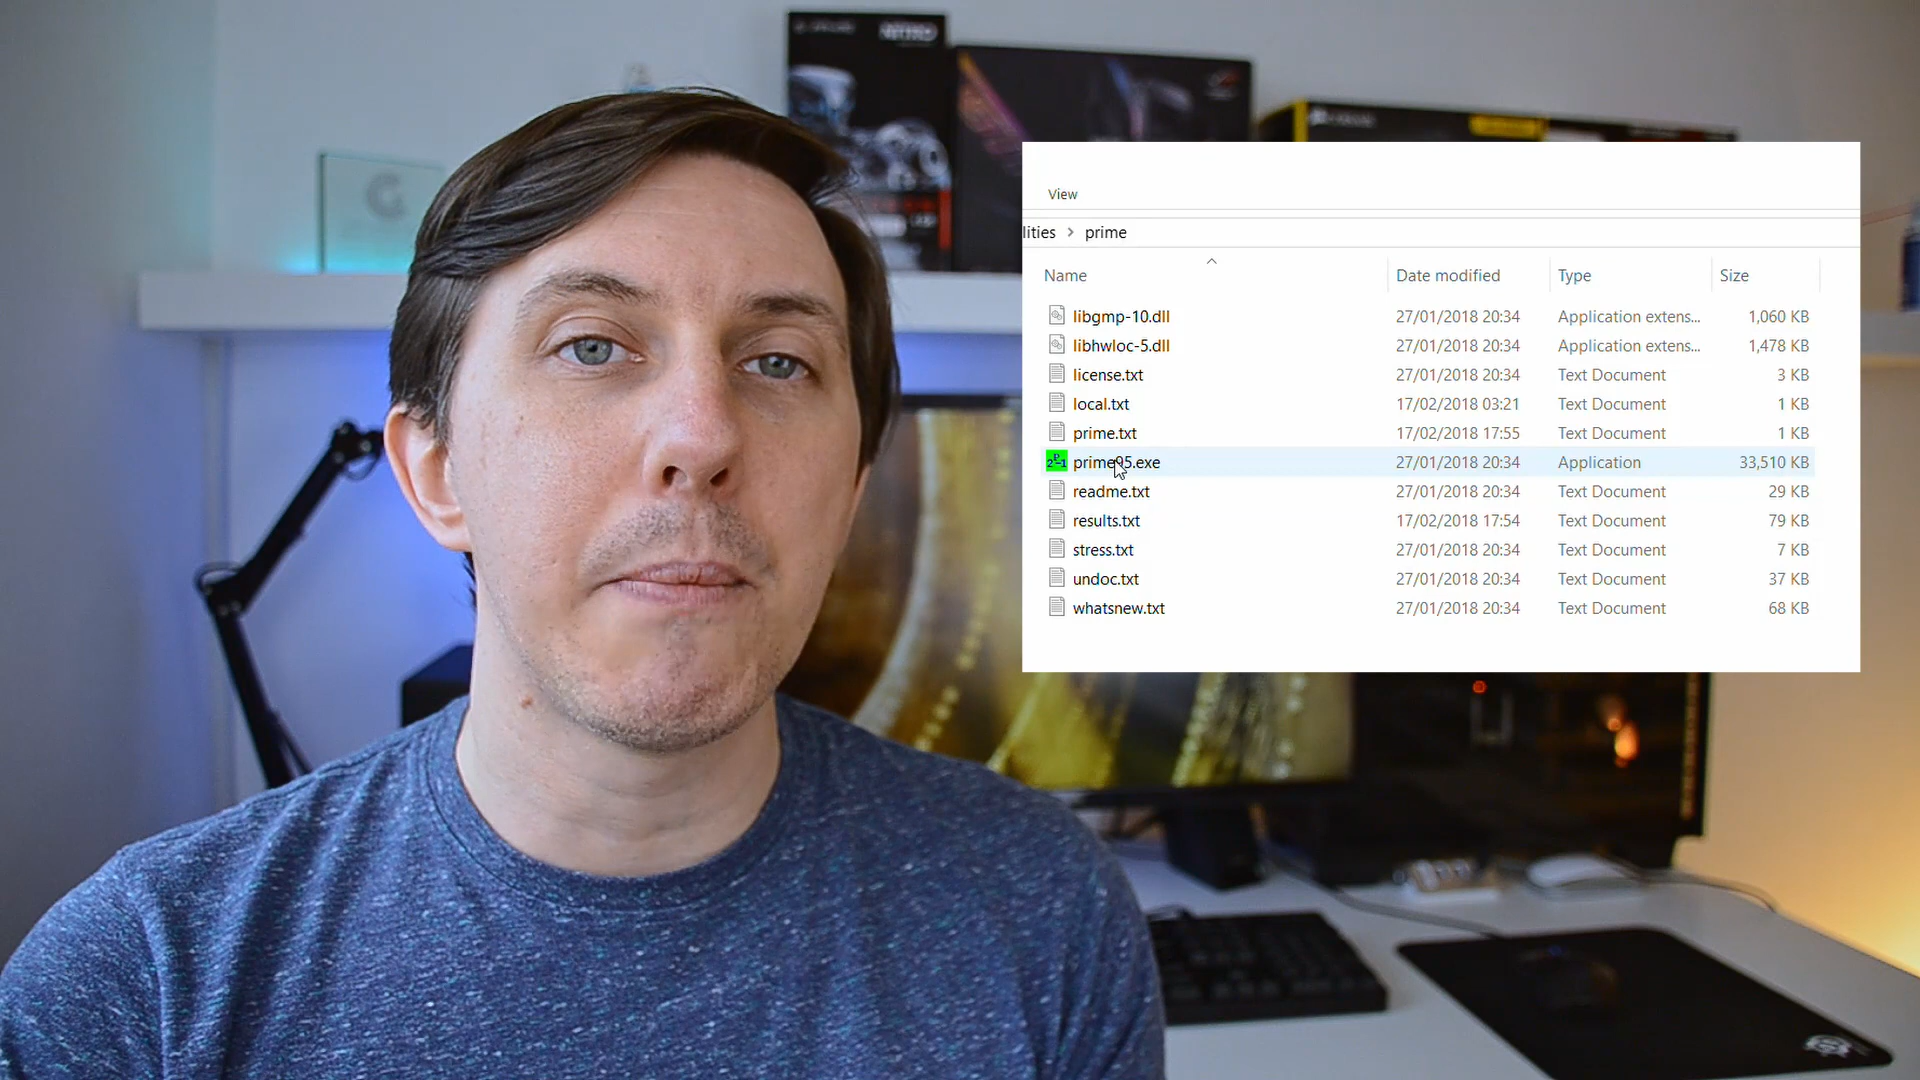 NITRO
View
lities > prime
Name Date modified Type Size
libgmp-10.dll 27/01/2018 20:34 Application extens... 1,060 KB
libhwloc-5.dll 27/01/2018 20:34 Application extens... 1,478 KB
license.txt 27/01/2018 20:34 Text Document 3 KB
local.txt 17/02/2018 03:21 Text Document 1 KB
prime.txt 17/02/2018 17:55 Text Document 1 KB
prime95.exe 27/01/2018 20:34 Application 33,510 KB
readme.txt 27/01/2018 20:34 Text Document 29 KB
results.txt 17/02/2018 17:54 Text Document 79 KB
stress.txt 27/01/2018 20:34 Text Document 7 KB
undoc.txt 27/01/2018 20:34 Text Document 37 KB
whatsnew.txt 27/01/2018 20:34 Text Document 68 KB